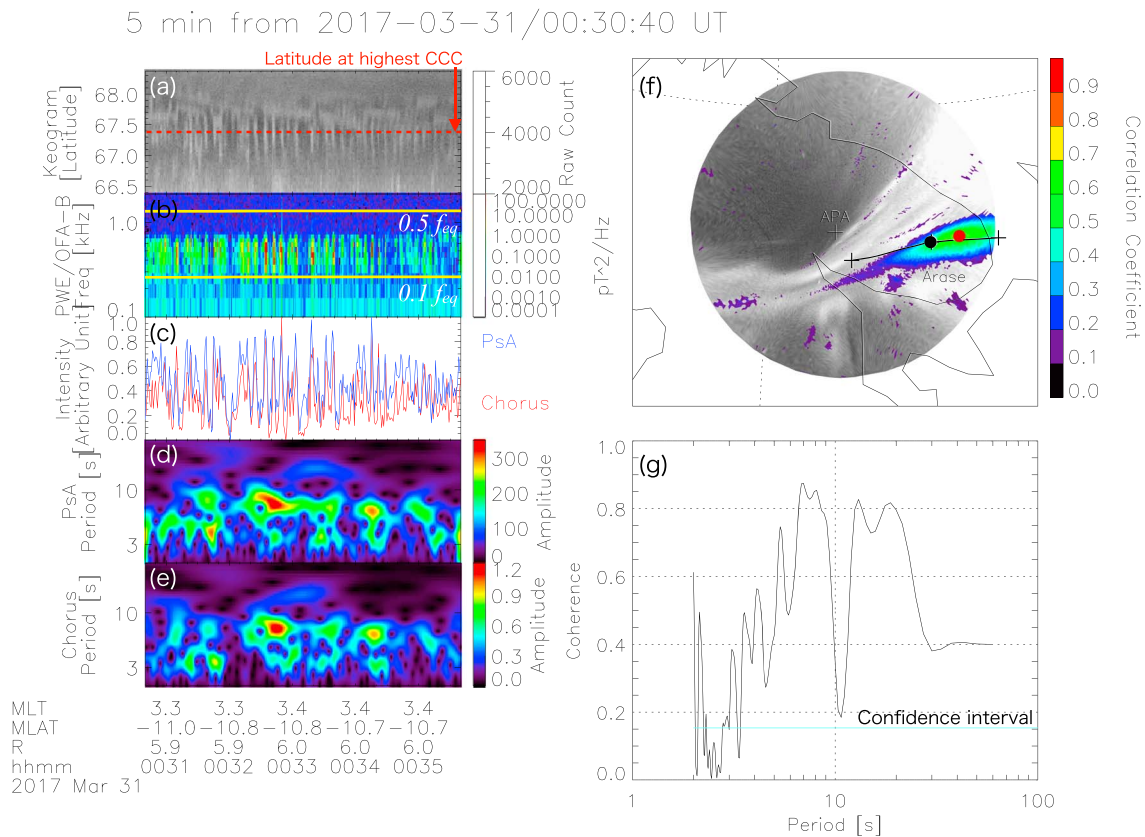 5 min from 2017-03-31/00:30:40 UT
Latitude at highest CCC
(a)
Keogram
[Latitude]
68.0
67.5
67.0
66.5
6000
5000
4000
3000
2000
Raw Count
(b)
PWE/OFA-B
Freq [kHz]
1.0
0.1
0.5 feq
0.1 feq
100.0000
10.0000
1.0000
0.0100
0.0010
0.0001
pT^2/Hz
(c)
Intensity
[Arbitrary Unit]
1.0
0.8
0.6
0.4
0.2
0.0
PsA
Chorus
(d)
PsA
Period [s]
10
3
300
200
100
0
Amplitude
(e)
Chorus
Period [s]
10
3
1.2
0.9
0.6
0.3
0.0
Amplitude
MLT 3.3 3.3 3.4 3.4 3.4
MLAT -11.0 -10.8 -10.8 -10.7 -10.7
R 5.9 5.9 6.0 6.0 6.0
hhmm 0031 0032 0033 0034 0035
2017 Mar 31
(f)
APA
Arase
0.9
0.8
0.7
0.6
0.5
0.4
0.3
0.2
0.1
0.0
Correlation Coefficient
(g)
Coherence
1.0
0.8
0.6
0.4
0.2
0.0
Confidence interval
1 10 100
Period [s]